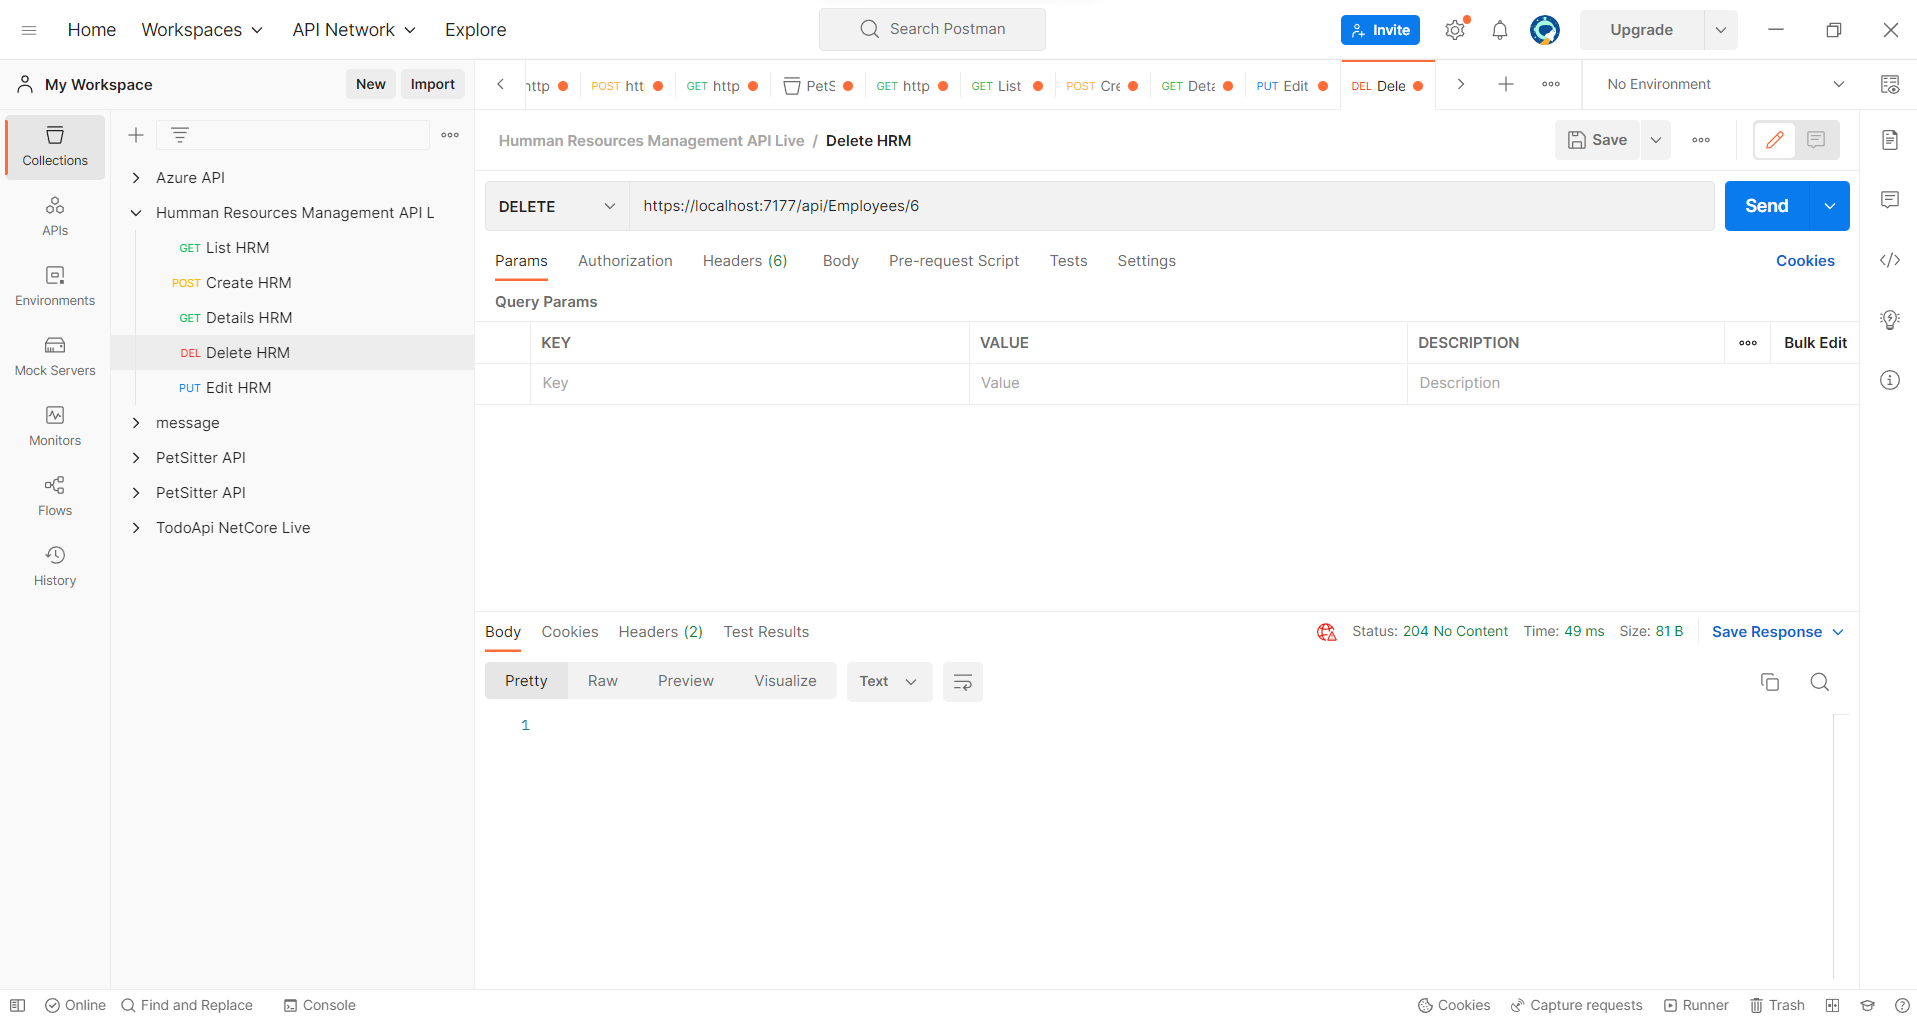 Home Workspaces API Network Explore
Search Postman
Invite
Upgrade
My Workspace
New Import
http
POST htt
GET http
PetS
GET http
GET List
POST Cre
GET Deta
PUT Edit
DEL Dele
No Environment
Collections
APIs
Environments
Mock Servers
Monitors
Flows
History
Azure API
Humman Resources Management API L
GET List HRM
POST Create HRM
GET Details HRM
DEL Delete HRM
PUT Edit HRM
message
PetSitter API
PetSitter API
TodoApi NetCore Live
Humman Resources Management API Live / Delete HRM
Save
DELETE https://localhost:7177/api/Employees/6
Send
Params Authorization Headers (6) Body Pre-request Script Tests Settings
Cookies
Query Params
KEY VALUE DESCRIPTION Bulk Edit
Key Value Description
Body Cookies Headers (2) Test Results
Status: 204 No Content Time: 49 ms Size: 81 B Save Response
Pretty Raw Preview Visualize Text
1
Online Find and Replace Console
Cookies Capture requests Runner Trash